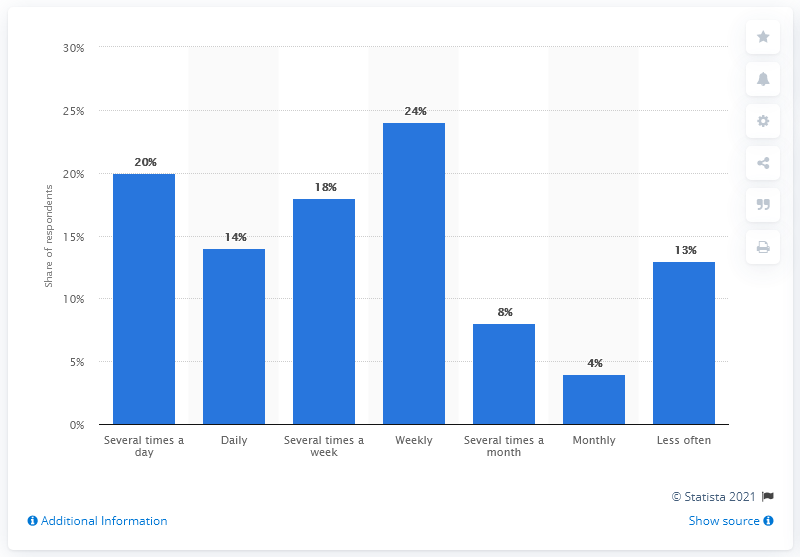 30%
25%
20%
15%
10%
5%
0%
Share of respondents
20%
14%
18%
24%
8%
4%
13%
Several times a
day
Daily
Several times a
week
Weekly
Several times a
month
Monthly
Less often
© Statista 2021
Additional Information
Show source